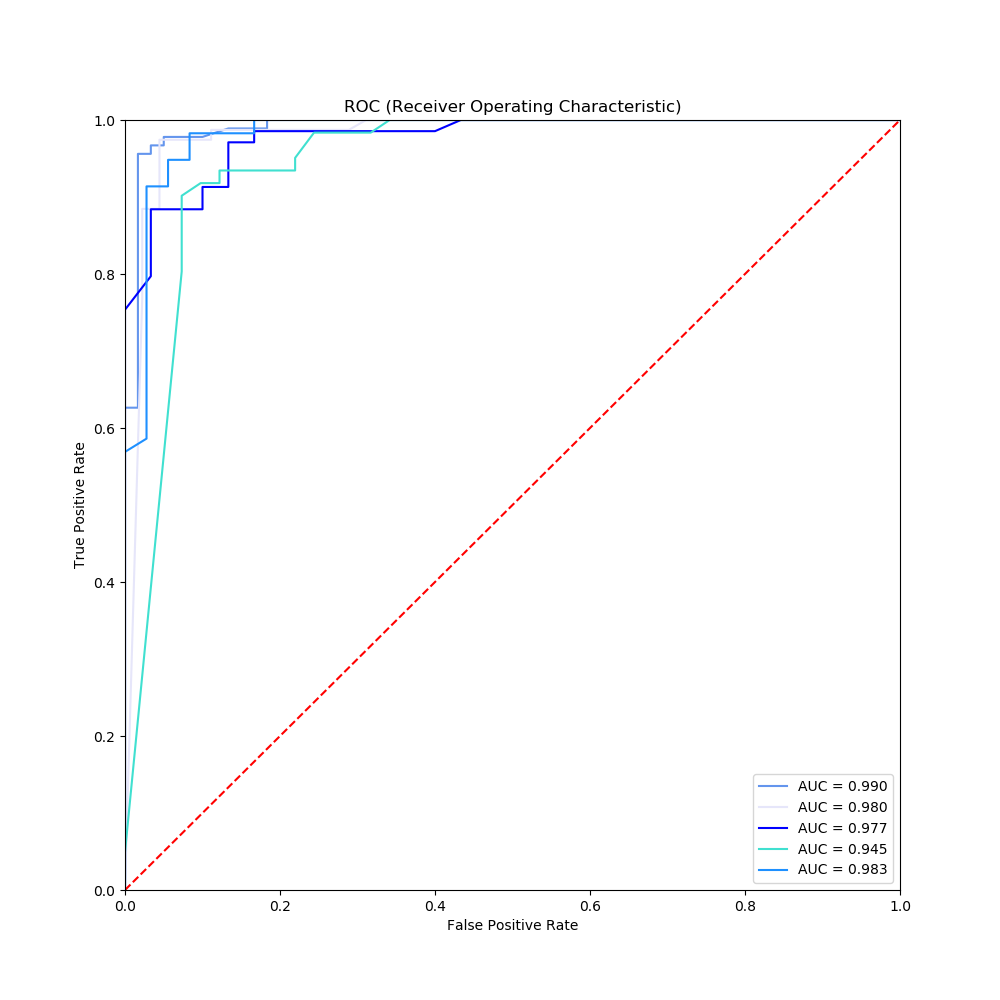 ROC (Receiver Operating Characteristic)
1.0
0.8
0.6
0.4
0.2
0.0
True Positive Rate
0.0 0.2 0.4 0.6 0.8 1.0
False Positive Rate
AUC = 0.990
AUC = 0.980
AUC = 0.977
AUC = 0.945
AUC = 0.983